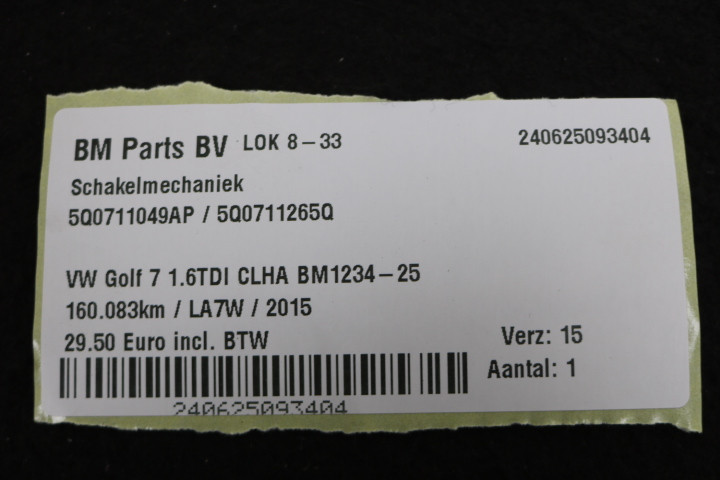 BM Parts BV LOK 8-33 240625093404
Schakelmechaniek
5Q0711049AP / 5Q0711265Q
VW Golf 7 1.6TDI CLHA BM1234-25
160.083km / LA7W / 2015
29.50 Euro incl. BTW Verz: 15
Aantal: 1
240625093404